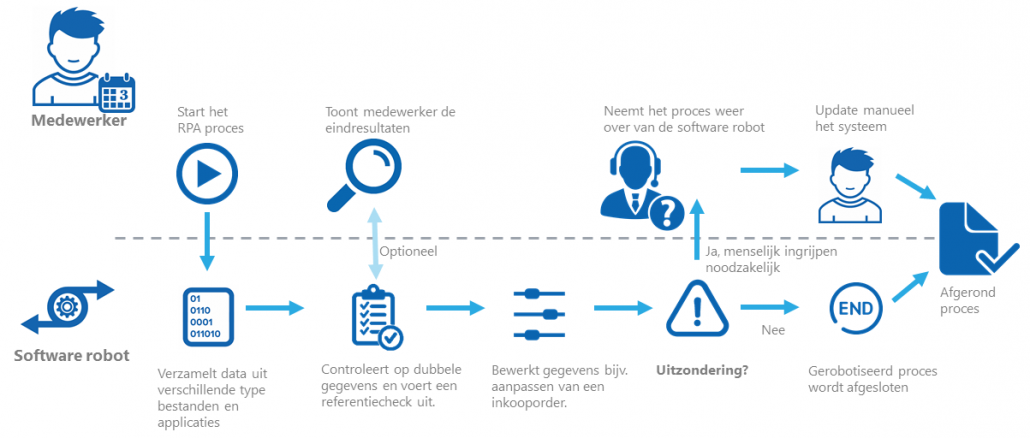 3
Medewerker
Start het
RPA proces
Toont medewerker de
eindresultaten
Neemt het proces weer
over van de software robot
Update manueel
het systeem
?
Optioneel
Ja, menselijk ingrijpen
noodzakelijk
Software robot
01
0110
0001
011010
!
Nee
END
Afgerond
proces
Verzamelt data uit
verschillende type
bestanden en
applicaties
Controleert op dubbele
gegevens en voert een
referentiecheck uit.
Bewerkt gegevens bijv.
aanpassen van een
inkooporder.
Uitzondering?
Gerobotiseerd proces
wordt afgesloten